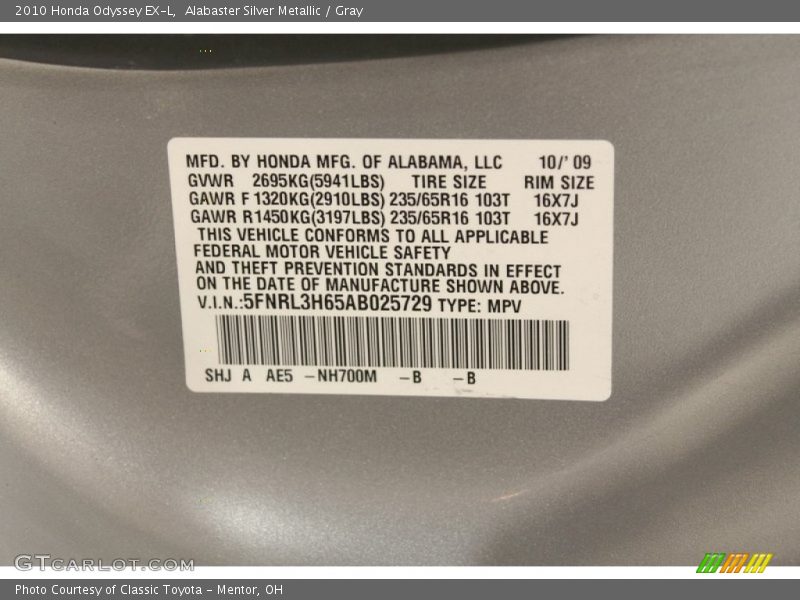 2010 Honda Odyssey EX-L,  Alabaster Silver Metallic / Gray
MFD. BY HONDA MFG. OF ALABAMA, LLC 10/'09
GVWR 2695KG(5941LBS) TIRE SIZE RIM SIZE
GAWR F 1320KG(2910LBS) 235/65R16 103T 16X7J
GAWR R1450KG(3197LBS) 235/65R16 103T 16X7J
THIS VEHICLE CONFORMS TO ALL APPLICABLE
FEDERAL MOTOR VEHICLE SAFETY
AND THEFT PREVENTION STANDARDS IN EFFECT
ON THE DATE OF MANUFACTURE SHOWN ABOVE.
V.I.N.:5FNRL3H65AB025729 TYPE: MPV
SHJ A AE5 -NH700M -B -B
GTcarlot.com
Photo Courtesy of Classic Toyota - Mentor, OH